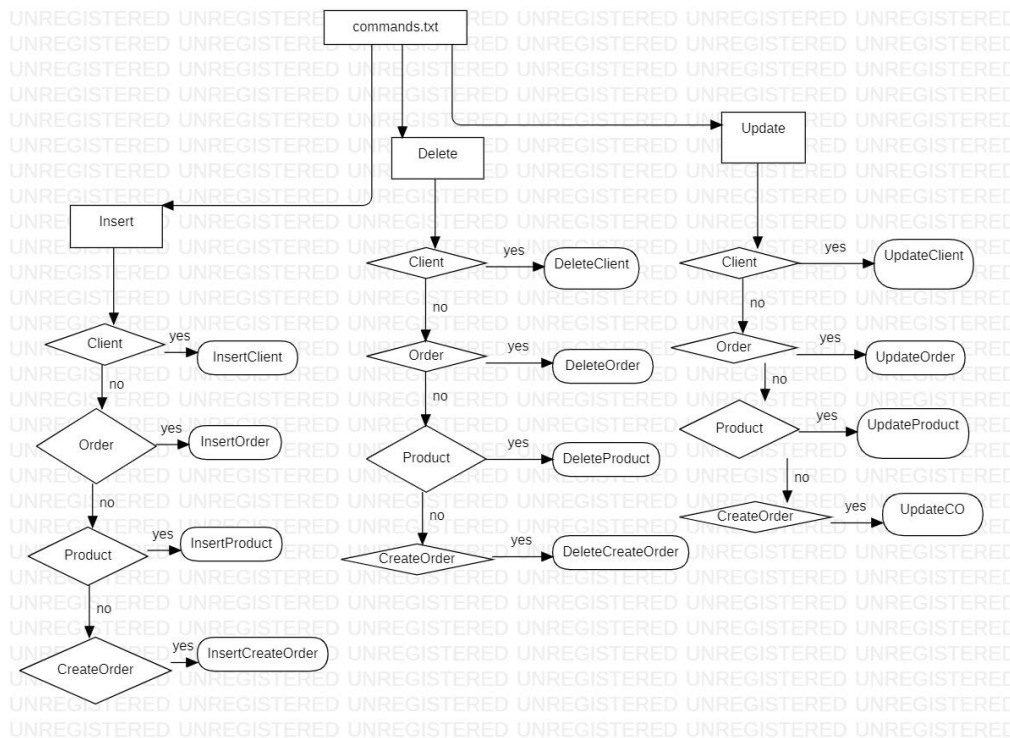 commands.txt
Insert
Client
yes
InsertClient
no
Order
yes
InsertOrder
no
Product
yes
InsertProduct
no
CreateOrder
yes
InsertCreateOrder
Delete
Client
yes
DeleteClient
no
Order
yes
DeleteOrder
no
Product
yes
DeleteProduct
no
CreateOrder
yes
DeleteCreateOrder
Update
Client
yes
UpdateClient
no
Order
yes
UpdateOrder
no
Product
yes
UpdateProduct
no
CreateOrder
yes
UpdateCO
UNREGISTERED